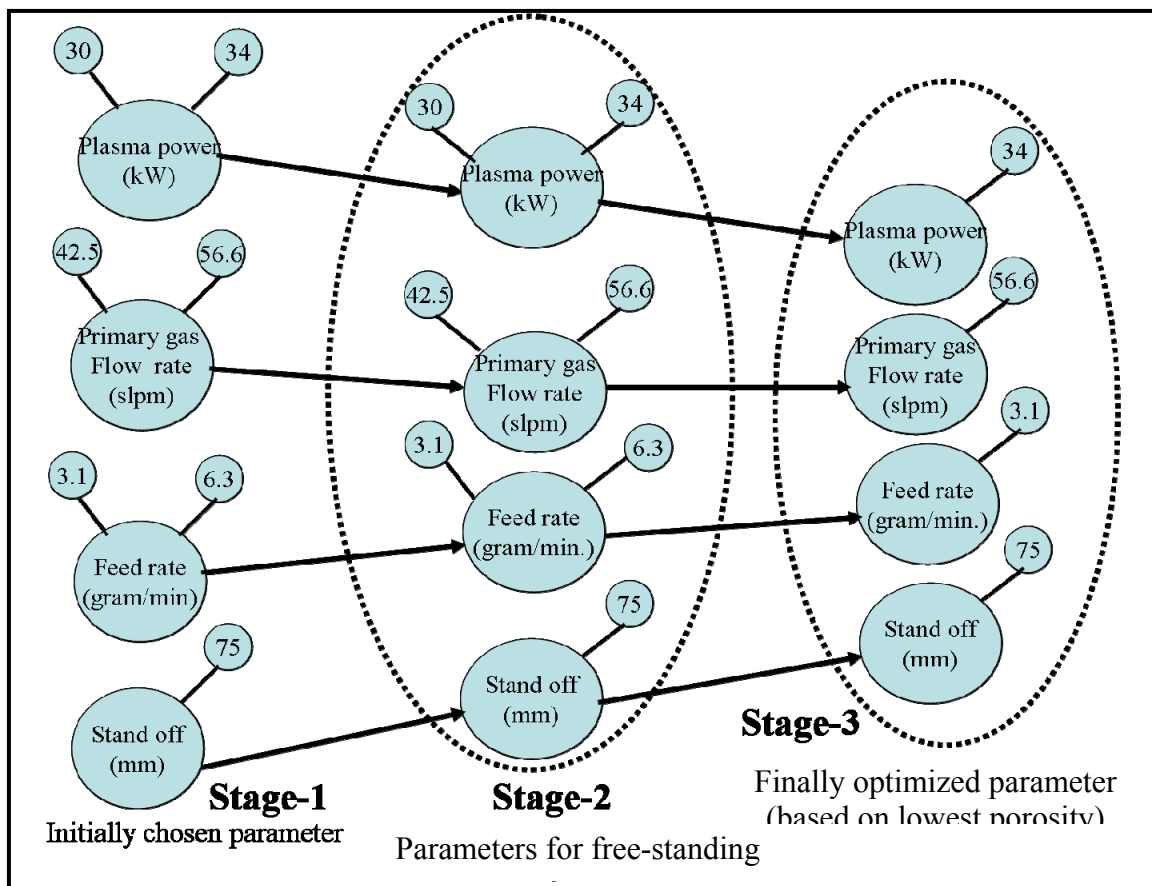 30
34
Plasma power
(kW)
42.5
56.6
Primary gas
Flow rate
(slpm)
3.1
6.3
Feed rate
(gram/min)
75
Stand off
(mm)
Stage-1
Initially chosen parameter
30
34
Plasma power
(kW)
42.5
56.6
Primary gas
Flow rate
(slpm)
3.1
6.3
Feed rate
(gram/min.)
75
Stand off
(mm)
Stage-2
Parameters for free-standing
34
Plasma power
(kW)
56.6
Primary gas
Flow rate
(slpm)
3.1
Feed rate
(gram/min.)
75
Stand off
(mm)
Stage-3
Finally optimized parameter
(based on lowest porosity)